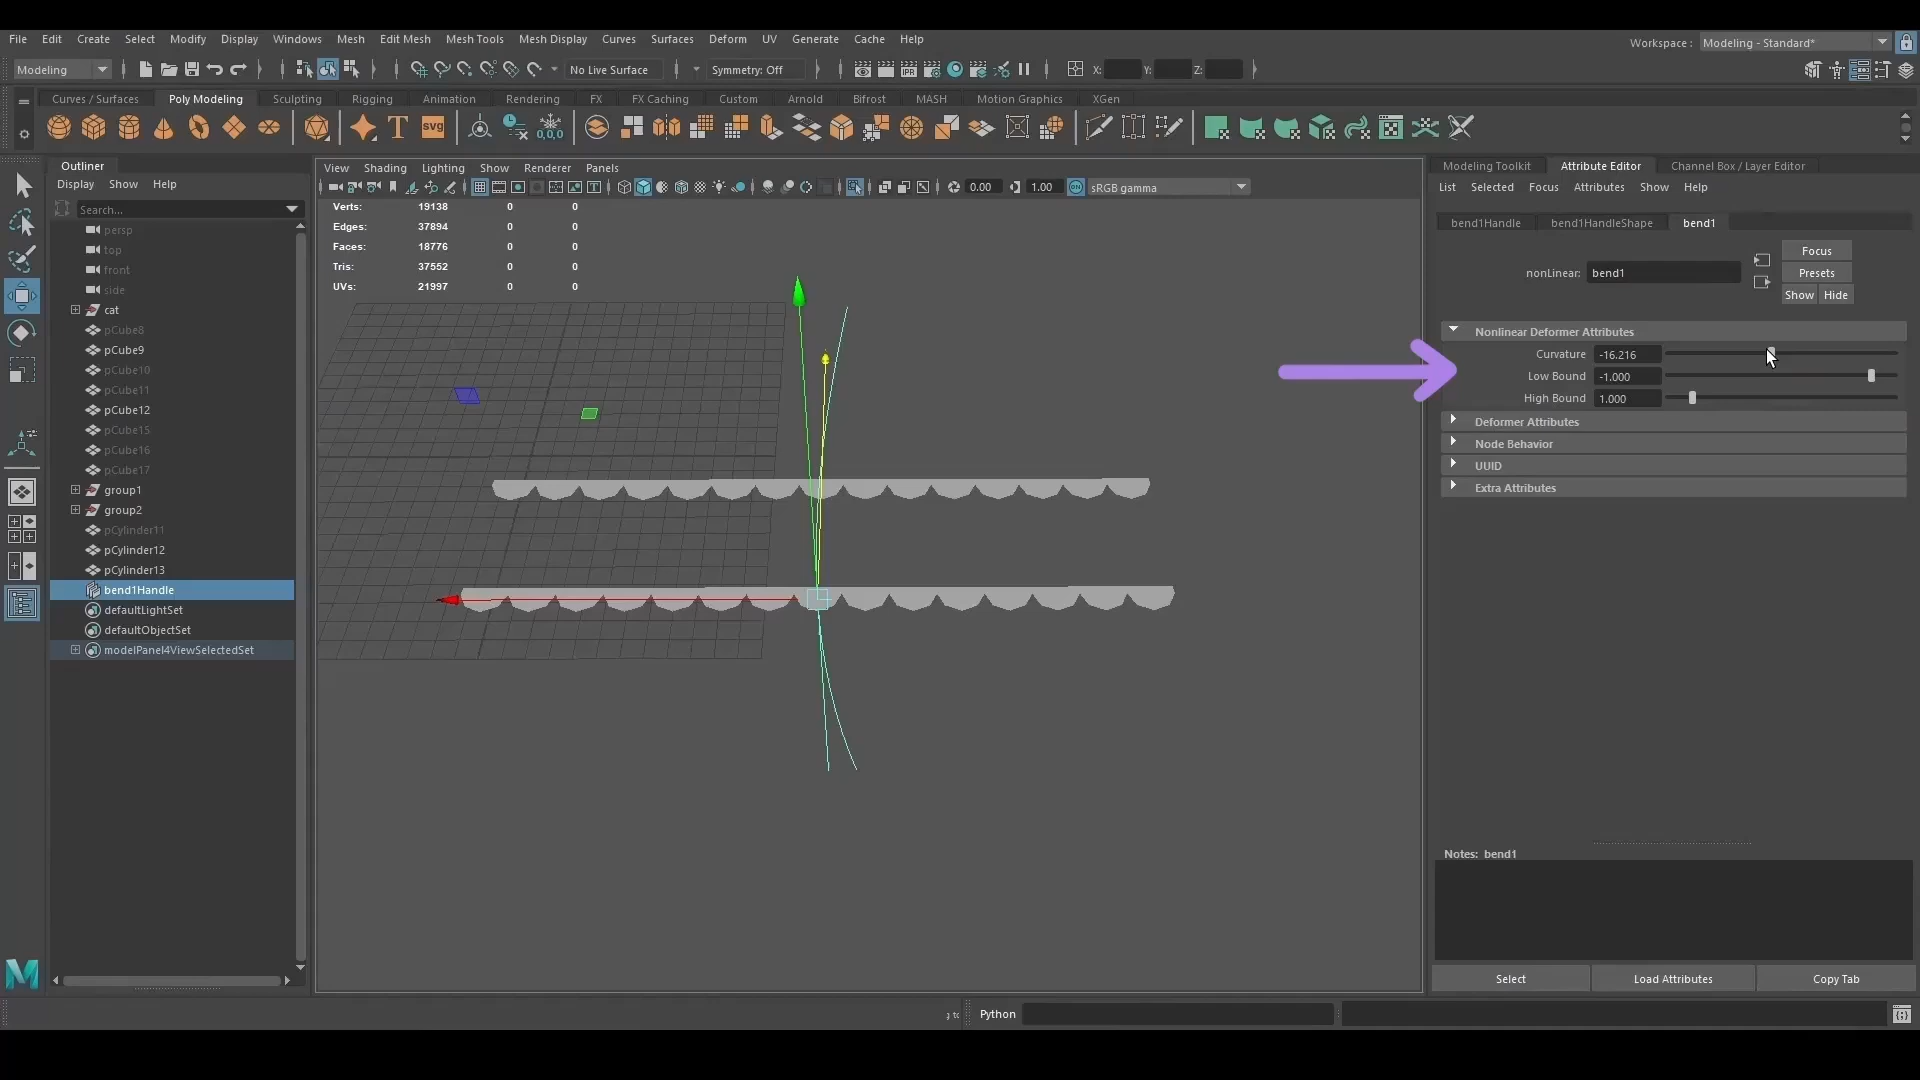 File Edit Create Select Modify Display Windows Mesh Edit Mesh Mesh Tools Mesh Display Curves Surfaces Deform UV Generate Cache Help
Workspace : Modeling - Standard*
Modeling No Live Surface Symmetry: Off X: Y: Z:
Curves / Surfaces Poly Modeling Sculpting Rigging Animation Rendering FX FX Caching Custom Arnold Bifrost MASH Motion Graphics XGen
T SVG 0,0,0
Outliner
Display Show Help
Search...
persp
top
front
side
cat
pCube8
pCube9
pCube10
pCube11
pCube12
pCube15
pCube16
pCube17
group1
group2
pCylinder11
pCylinder12
pCylinder13
bend1Handle
defaultLightSet
defaultObjectSet
modelPanel4ViewSelectedSet
View Shading Lighting Show Renderer Panels
0.00 1.00 ON sRGB gamma
Verts: 19138 0 0
Edges: 37894 0 0
Faces: 18776 0 0
Tris: 37552 0 0
UVs: 21997 0 0
Modeling Toolkit Attribute Editor Channel Box / Layer Editor
List Selected Focus Attributes Show Help
bend1Handle bend1HandleShape bend1
nonLinear: bend1
Focus
Presets
Show Hide
Nonlinear Deformer Attributes
Curvature -16.216
Low Bound -1.000
High Bound 1.000
Deformer Attributes
Node Behavior
UUID
Extra Attributes
Notes: bend1
Select Load Attributes Copy Tab
Python